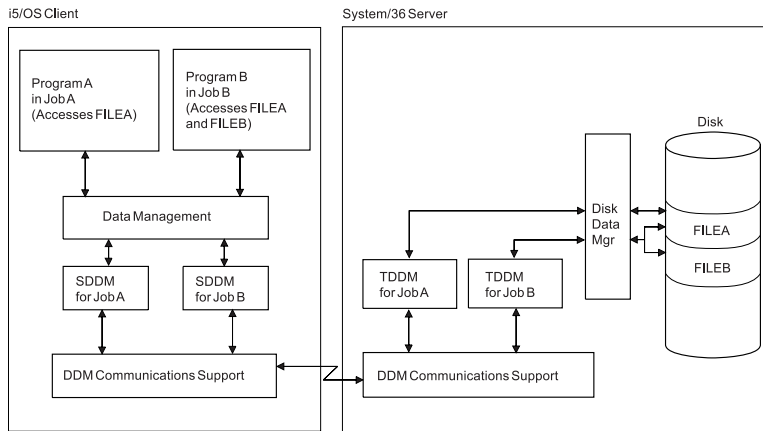 i5/OS Client
System/36 Server
Program A
in Job A
(Accesses FILEA)
Program B
in Job B
(Accesses FILEA
and FILEB)
Data Management
SDDM
for Job A
SDDM
for Job B
DDM Communications Support
TDDM
for Job A
TDDM
for Job B
DDM Communications Support
Disk
Data
Mgr
Disk
FILEA
FILEB